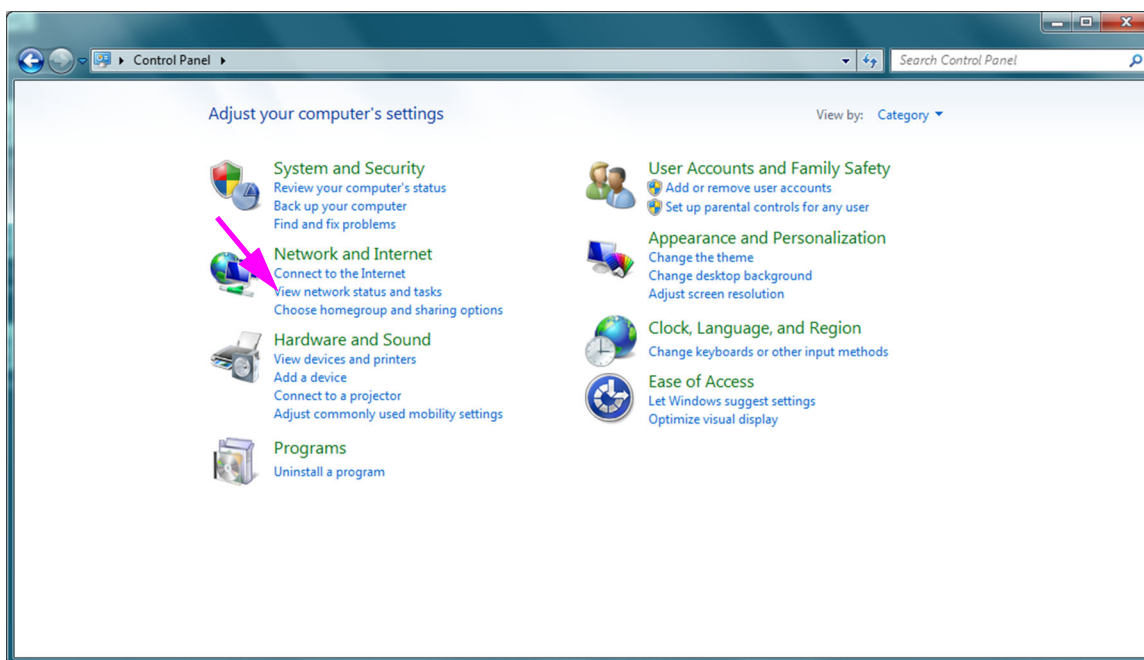 Control Panel
Search Control Panel
Adjust your computer's settings
View by: Category
System and Security
Review your computer's status
Back up your computer
Find and fix problems
Network and Internet
Connect to the Internet
View network status and tasks
Choose homegroup and sharing options
Hardware and Sound
View devices and printers
Add a device
Connect to a projector
Adjust commonly used mobility settings
Programs
Uninstall a program
User Accounts and Family Safety
Add or remove user accounts
Set up parental controls for any user
Appearance and Personalization
Change the theme
Change desktop background
Adjust screen resolution
Clock, Language, and Region
Change keyboards or other input methods
Ease of Access
Let Windows suggest settings
Optimize visual display